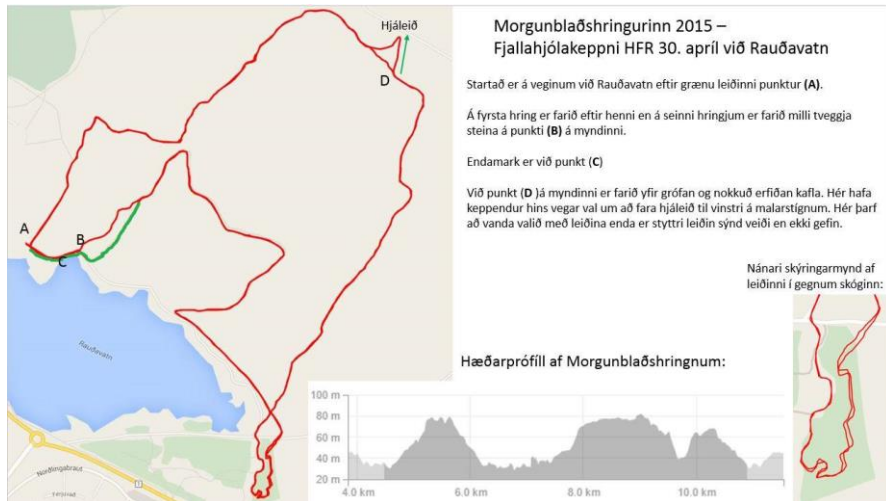 Morgunblaðshringurinn 2015 –
Fjallahjólakeppni HFR 30. apríl við Rauðavatn
Startað er á veginum við Rauðavatn eftir grænu leiðinni punktur (A).
Á fyrsta hring er farið eftir henni en á seinni hringjum er farið milli tveggja
steina á punkti (B) á myndinni.
Endamark er við punkt (C)
Við punkt (D )á myndinni er farið yfir grófan og nokkuð erfiðan kafla. Hér hafa
keppendur hins vegar val um að fara hjáleið til vinstri á malarstígnum. Hér þarf
að vanda valið með leiðina enda er styttri leiðin sýnd veiði en ekki gefin.
Nánari skýringarmynd af
leiðinni í gegnum skóginn:
Hjáleið
D
A
B
C
Rauðavatn
Norðlingabraut
1
Hæðarprófíll af Morgunblaðshringnum:
100 m
80 m
60 m
40 m
20 m
4.0 km
6.0 km
8.0 km
10.0 km